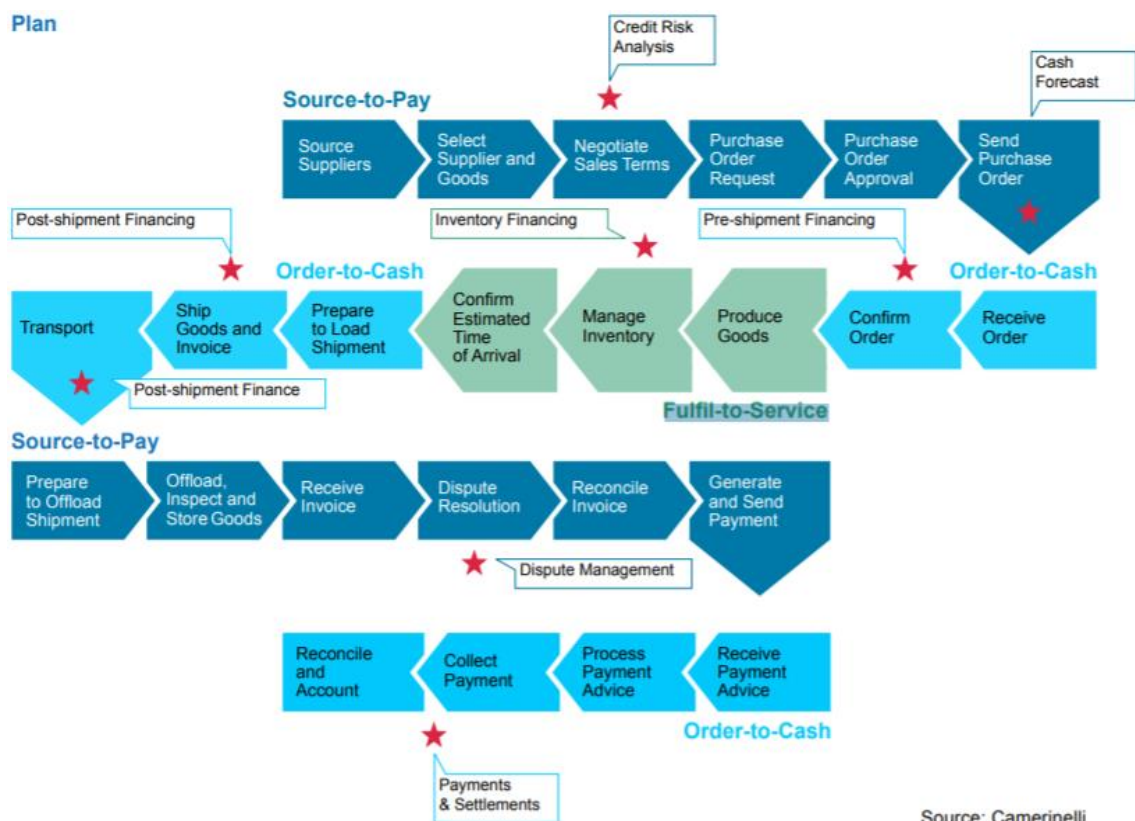 Plan
Credit Risk
Analysis
Cash
Forecast
Source-to-Pay
Source
Suppliers
Select
Supplier and
Goods
Negotiate
Sales Terms
Purchase
Order
Request
Purchase
Order
Approval
Send
Purchase
Order
Post-shipment Financing
Inventory Financing
Pre-shipment Financing
Order-to-Cash
Order-to-Cash
Transport
Ship
Goods and
Invoice
Prepare
to Load
Shipment
Confirm
Estimated
Time
of Arrival
Manage
Inventory
Produce
Goods
Confirm
Order
Receive
Order
Post-shipment Finance
Fulfil-to-Service
Source-to-Pay
Prepare
to Offload
Shipment
Offload,
Inspect and
Store Goods
Receive
Invoice
Dispute
Resolution
Reconcile
Invoice
Generate
and Send
Payment
Dispute Management
Reconcile
and
Account
Collect
Payment
Process
Payment
Advice
Receive
Payment
Advice
Order-to-Cash
Payments
& Settlements
Source: Camerinelli